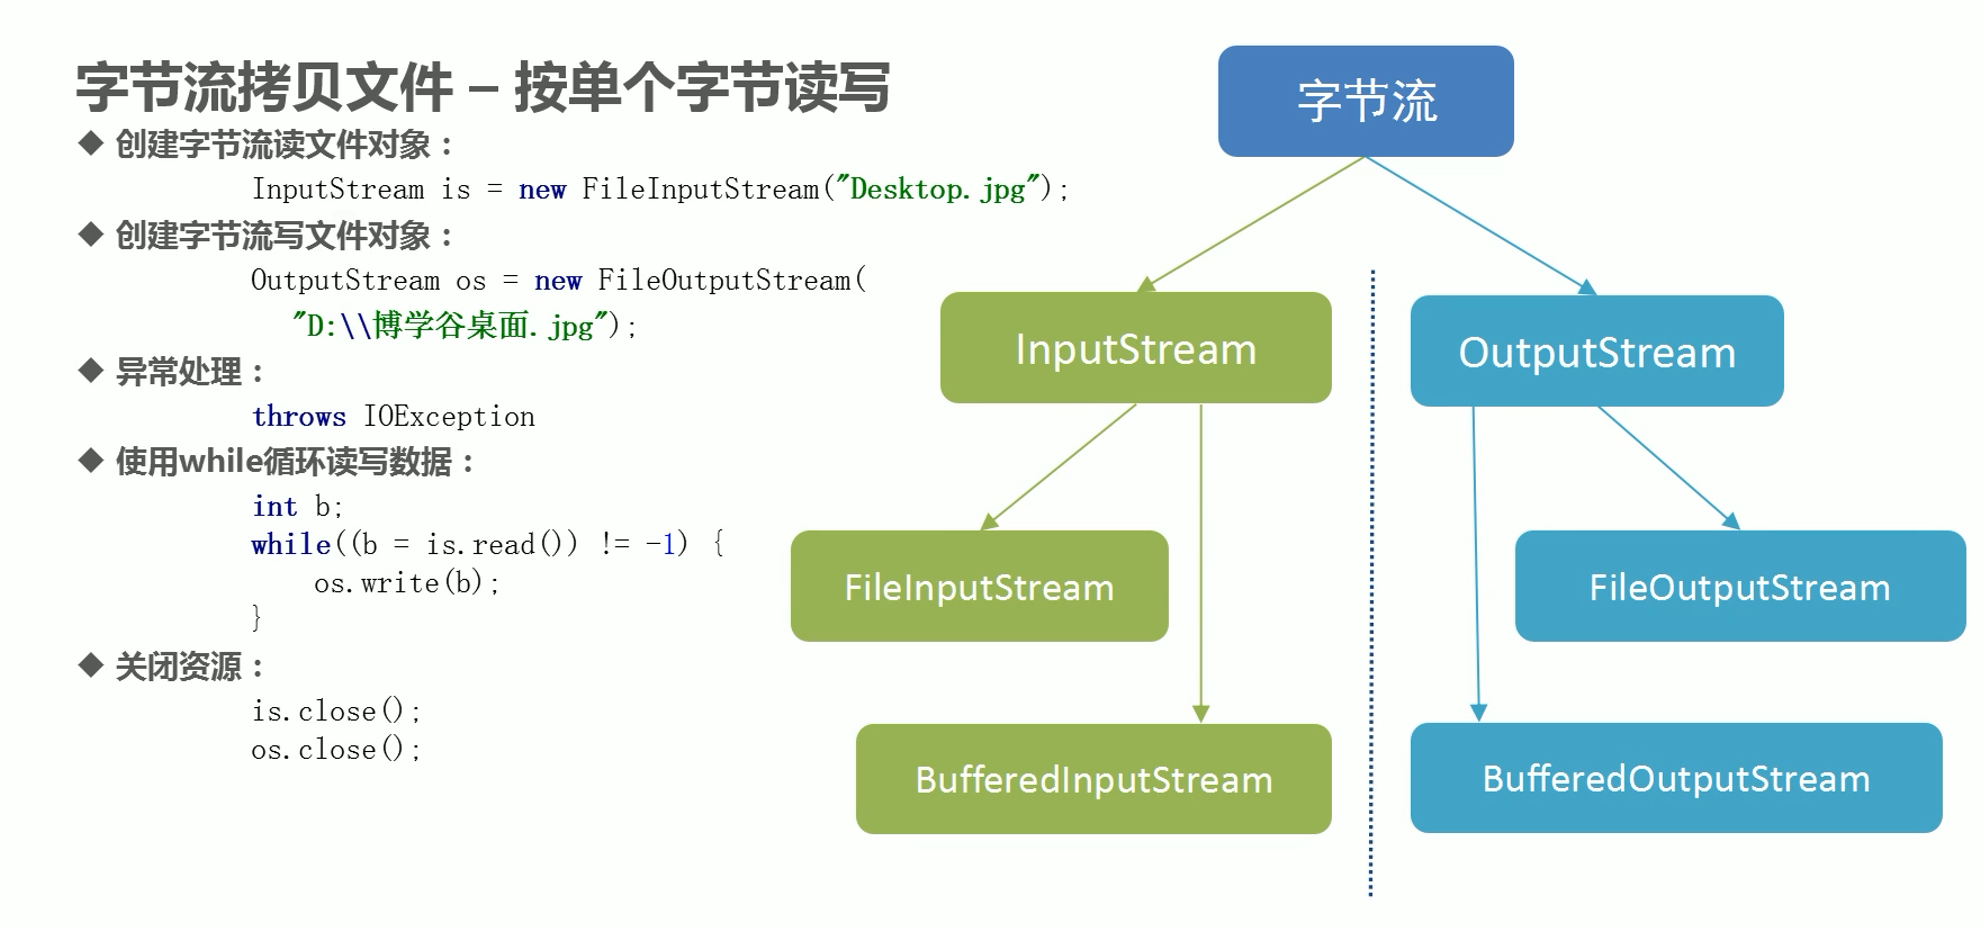 字节流拷贝文件 – 按单个字节读写
◆ 创建字节流读文件对象：
InputStream is = new FileInputStream("Desktop.jpg");
◆ 创建字节流写文件对象：
OutputStream os = new FileOutputStream(
"D:\\博学谷桌面.jpg");
◆ 异常处理：
throws IOException
◆ 使用while循环读写数据：
int b;
while((b = is.read()) != -1) {
os.write(b);
}
◆ 关闭资源：
is.close();
os.close();
字节流
InputStream
OutputStream
FileInputStream
FileOutputStream
BufferedInputStream
BufferedOutputStream